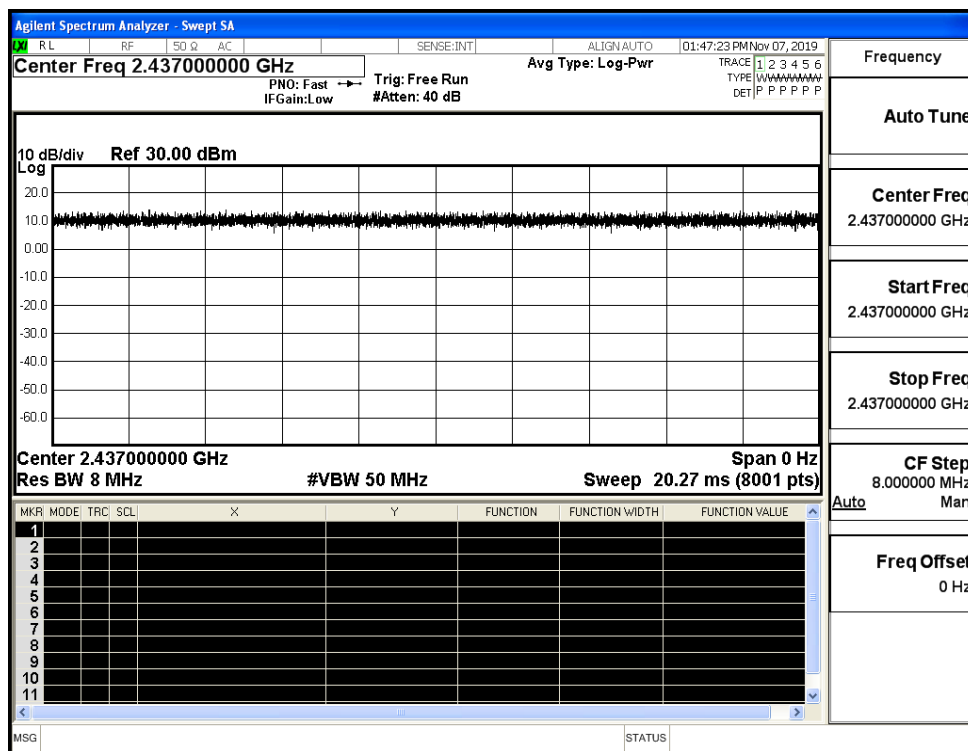 Agilent Spectrum Analyzer - Swept SA
LXI RL RF 50 Ω AC SENSE:INT ALIGN AUTO 01:47:23 PM Nov 07, 2019
Center Freq 2.437000000 GHz
PNO: Fast
IFGain:Low
Trig: Free Run
#Atten: 40 dB
Avg Type: Log-Pwr
TRACE 1 2 3 4 5 6
TYPE WWWWWW
DET P P P P P P
10 dB/div Ref 30.00 dBm
Log
20.0
10.0
0.00
-10.0
-20.0
-30.0
-40.0
-50.0
-60.0
Center 2.437000000 GHz Span 0 Hz
Res BW 8 MHz #VBW 50 MHz Sweep 20.27 ms (8001 pts)
MKR MODE TRC SCL X Y FUNCTION FUNCTION WIDTH FUNCTION VALUE
1
2
3
4
5
6
7
8
9
10
11
MSG STATUS
Frequency
Auto Tune
Center Freq
2.437000000 GHz
Start Freq
2.437000000 GHz
Stop Freq
2.437000000 GHz
CF Step
8.000000 MHz
Auto Man
Freq Offset
0 Hz